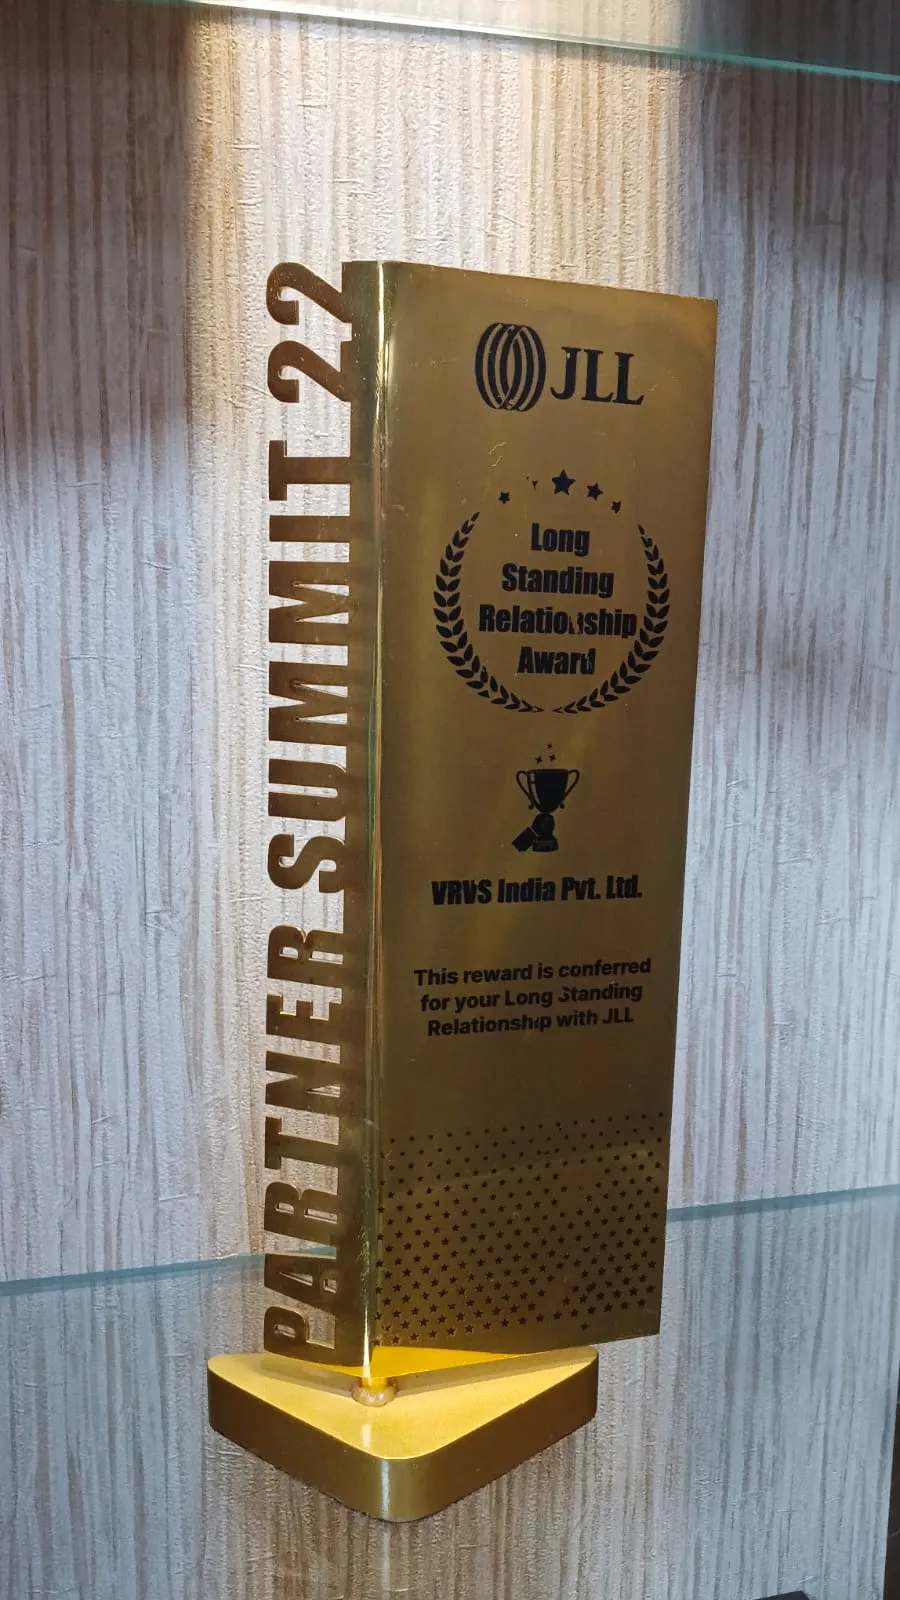 PARTNER SUMMIT 22
JLL
Long
Standing
Relationship
Award
VRVS India Pvt. Ltd.
This reward is conferred
for your Long Standing
Relationship with JLL